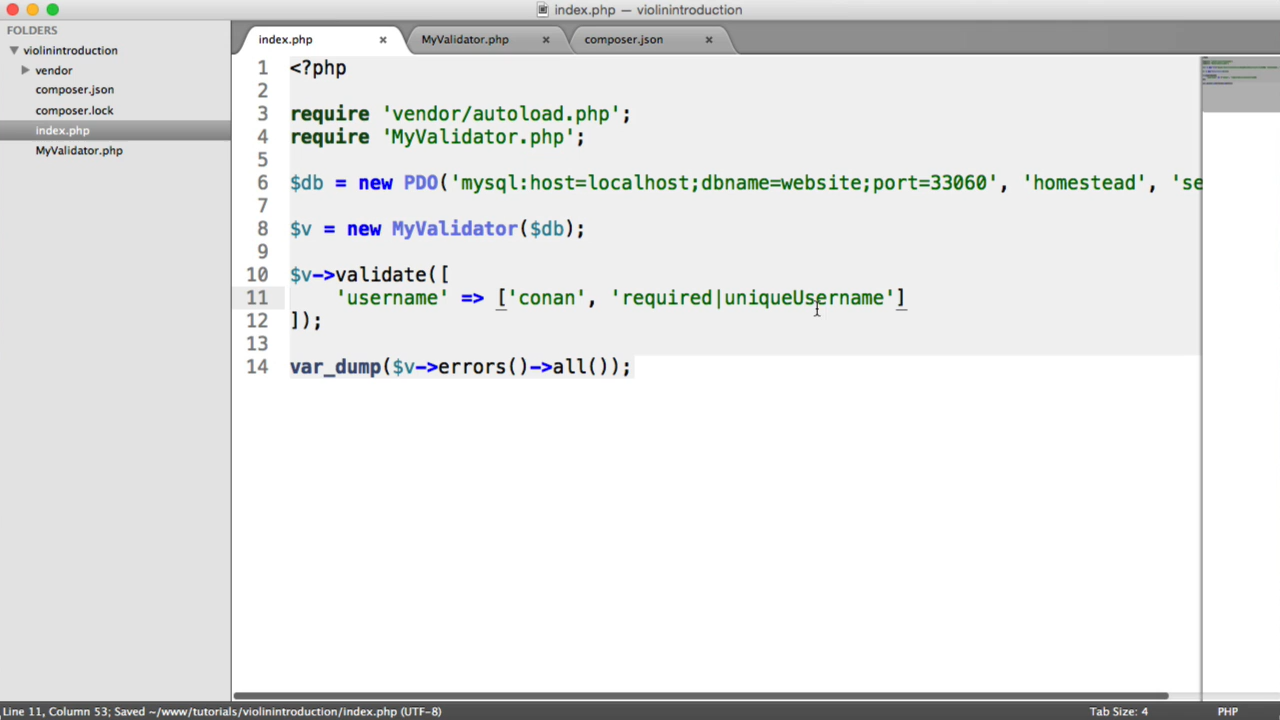 index.php — violinintroduction
FOLDERS
violinintroduction
vendor
composer.json
composer.lock
index.php
MyValidator.php
index.php × MyValidator.php × composer.json ×
1 <?php
2
3 require 'vendor/autoload.php';
4 require 'MyValidator.php';
5
6 $db = new PDO('mysql:host=localhost;dbname=website;port=33060', 'homestead', 'se
7
8 $v = new MyValidator($db);
9
10 $v->validate([
11 'username' => ['conan', 'required|uniqueUsername']
12 ]);
13
14 var_dump($v->errors()->all());
Line 11, Column 53; Saved ~/www/tutorials/violinintroduction/index.php (UTF-8) Tab Size: 4 PHP